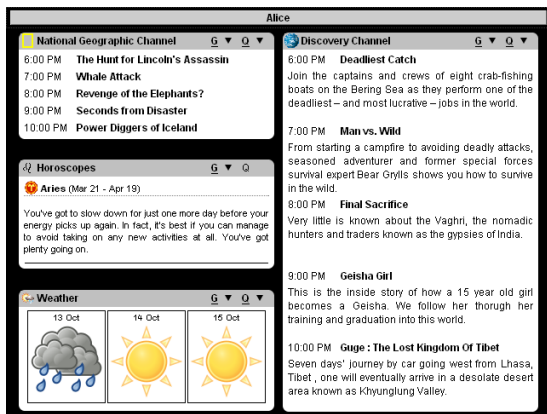 Alice
National Geographic Channel G ▼ Q ▼
6:00 PM The Hunt for Lincoln's Assassin
7:00 PM Whale Attack
8:00 PM Revenge of the Elephants?
9:00 PM Seconds from Disaster
10:00 PM Power Diggers of Iceland
Horoscopes G ▼ Q
Aries (Mar 21 - Apr 19)
You've got to slow down for just one more day before your
energy picks up again. In fact, it's best if you can manage
to avoid taking on any new activities at all. You've got
plenty going on.
Weather G ▼ Q ▼
13 Oct 14 Oct 15 Oct
Discovery Channel G ▼ Q ▼
6:00 PM Deadliest Catch
Join the captains and crews of eight crab-fishing
boats on the Bering Sea as they perform one of the
deadliest – and most lucrative – jobs in the world.
7:00 PM Man vs. Wild
From starting a campfire to avoiding deadly attacks,
seasoned adventurer and former special forces
survival expert Bear Grylls shows you how to survive
in the wild.
8:00 PM Final Sacrifice
Very little is known about the Vaghri, the nomadic
hunters and traders known as the gypsies of India.
9:00 PM Geisha Girl
This is the inside story of how a 15 year old girl
becomes a Geisha. We follow her thorugh her
training and graduation into this world.
10:00 PM Guge : The Lost Kingdom Of Tibet
Seven days' journey by car going west from Lhasa,
Tibet , one will eventually arrive in a desolate desert
area known as Khyunglung Valley.